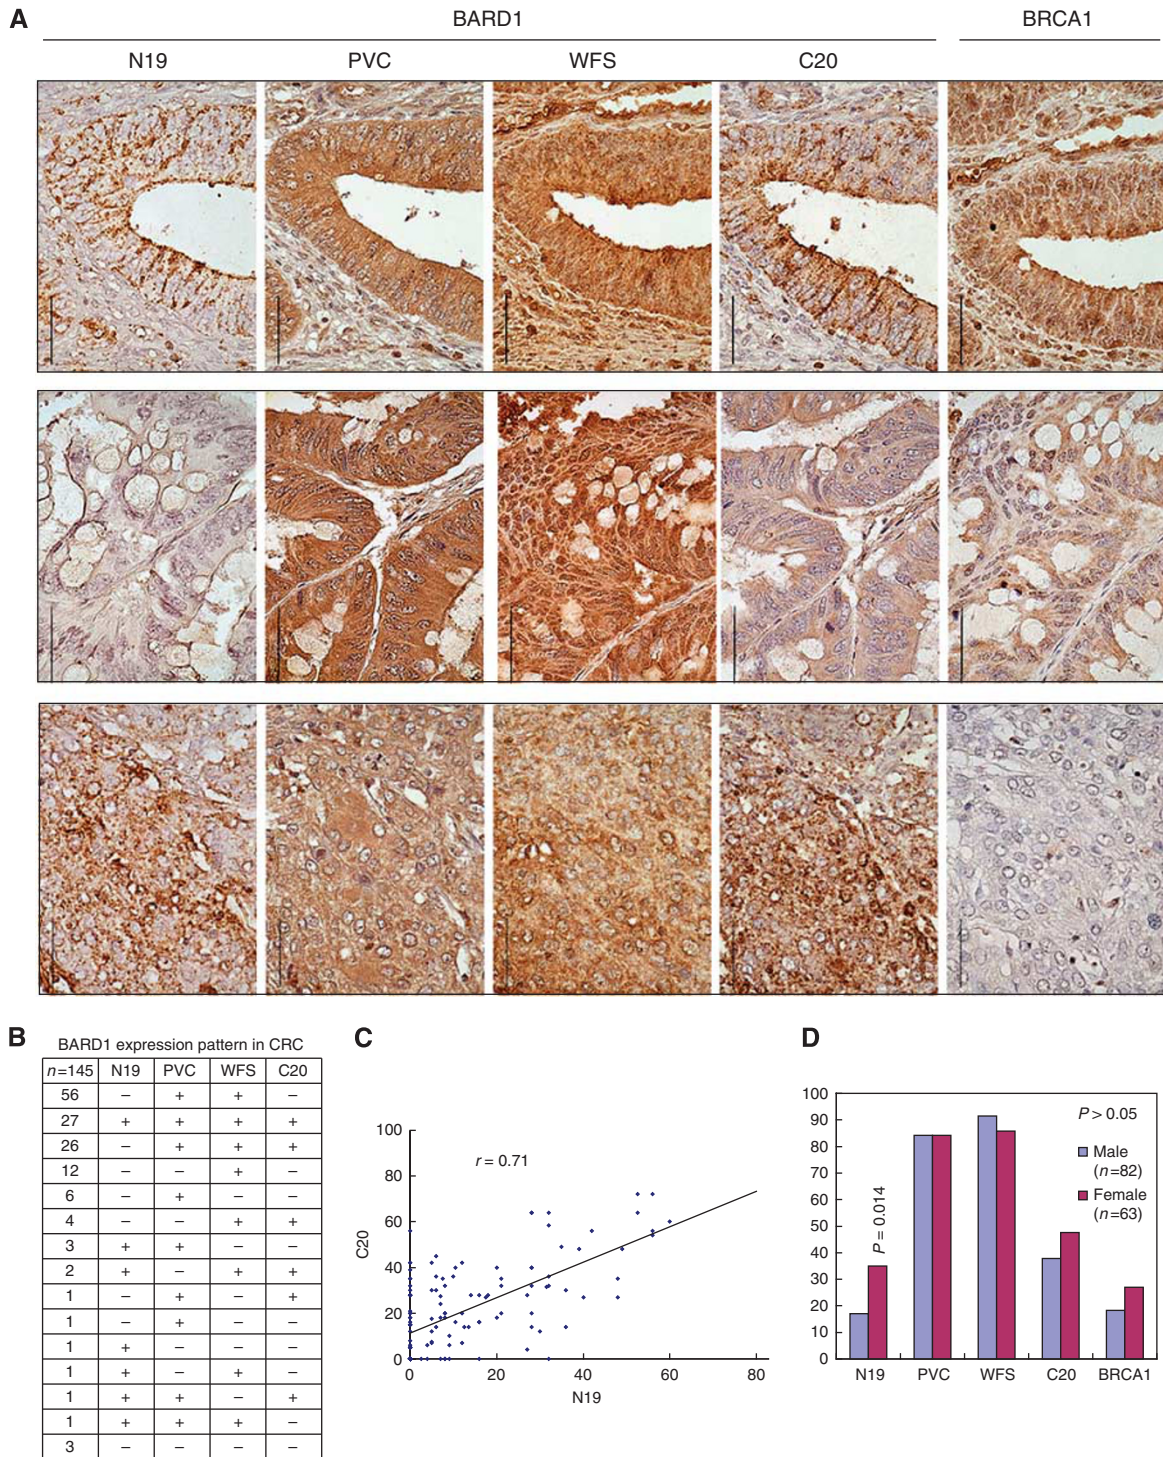 A
BARD1
BRCA1
N19 PVC WFS C20
B
BARD1 expression pattern in CRC
n=145 N19 PVC WFS C20
56 – + + –
27 + + + +
26 – + + +
12 – – + –
6 – + – –
4 – – + +
3 + + – –
2 + – + +
1 – + – +
1 – + – –
1 + – – –
1 + – + –
1 + + – +
1 + + + –
3 – – – –
C
100
80
60
40
20
0
C20
r = 0.71
0 20 40 60 80
N19
D
100
90
80
70
60
50
40
30
20
10
0
P = 0.014
P > 0.05
Male
(n=82)
Female
(n=63)
N19 PVC WFS C20 BRCA1